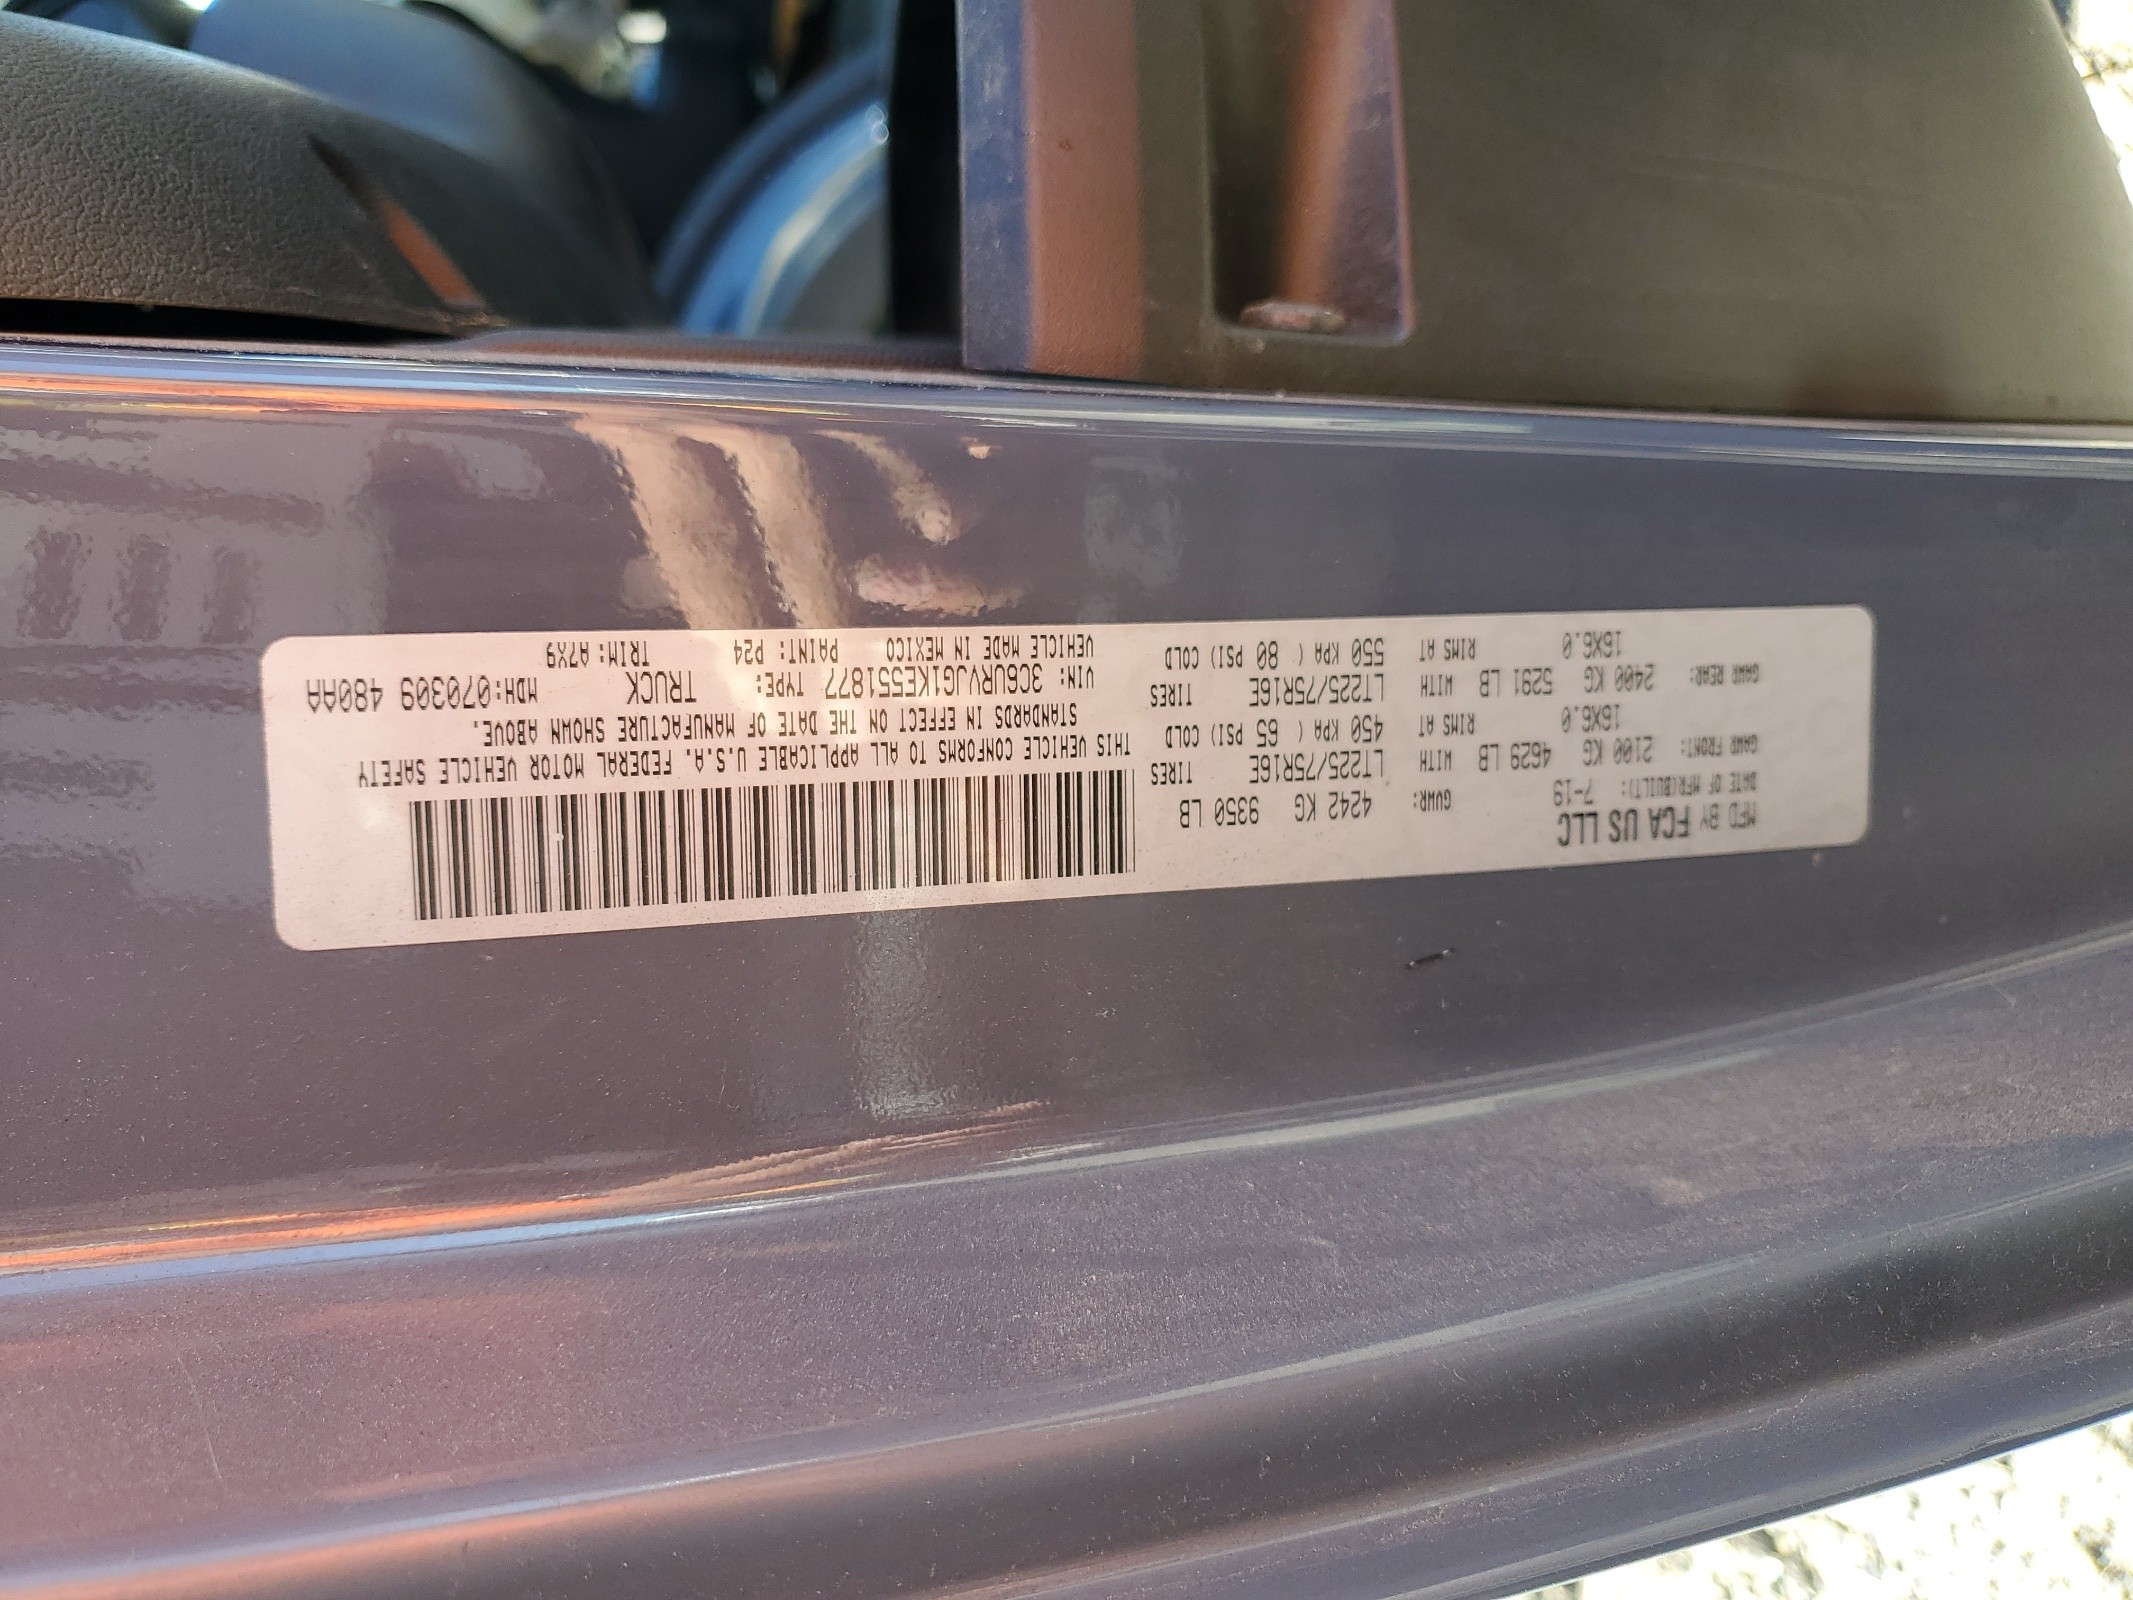 MFD BY FCA US LLC
DATE OF MFR(BUILT): 7-19 GVWR: 4242 KG 9350 LB
GAWR FRONT: 2100 KG 4629 LB WITH LT225/75R16E TIRES
16X6.0 RIMS AT 450 KPA ( 65 PSI) COLD
GAWR REAR: 2400 KG 5291 LB WITH LT225/75R16E TIRES
16X6.0 RIMS AT 550 KPA ( 80 PSI) COLD
THIS VEHICLE CONFORMS TO ALL APPLICABLE U.S.A. FEDERAL MOTOR VEHICLE SAFETY
STANDARDS IN EFFECT ON THE DATE OF MANUFACTURE SHOWN ABOVE.
VIN: 3C6URVJG1KE551877 TYPE: TRUCK MDH:070309 480AA
VEHICLE MADE IN MEXICO PAINT: P24 TRIM: A7X9